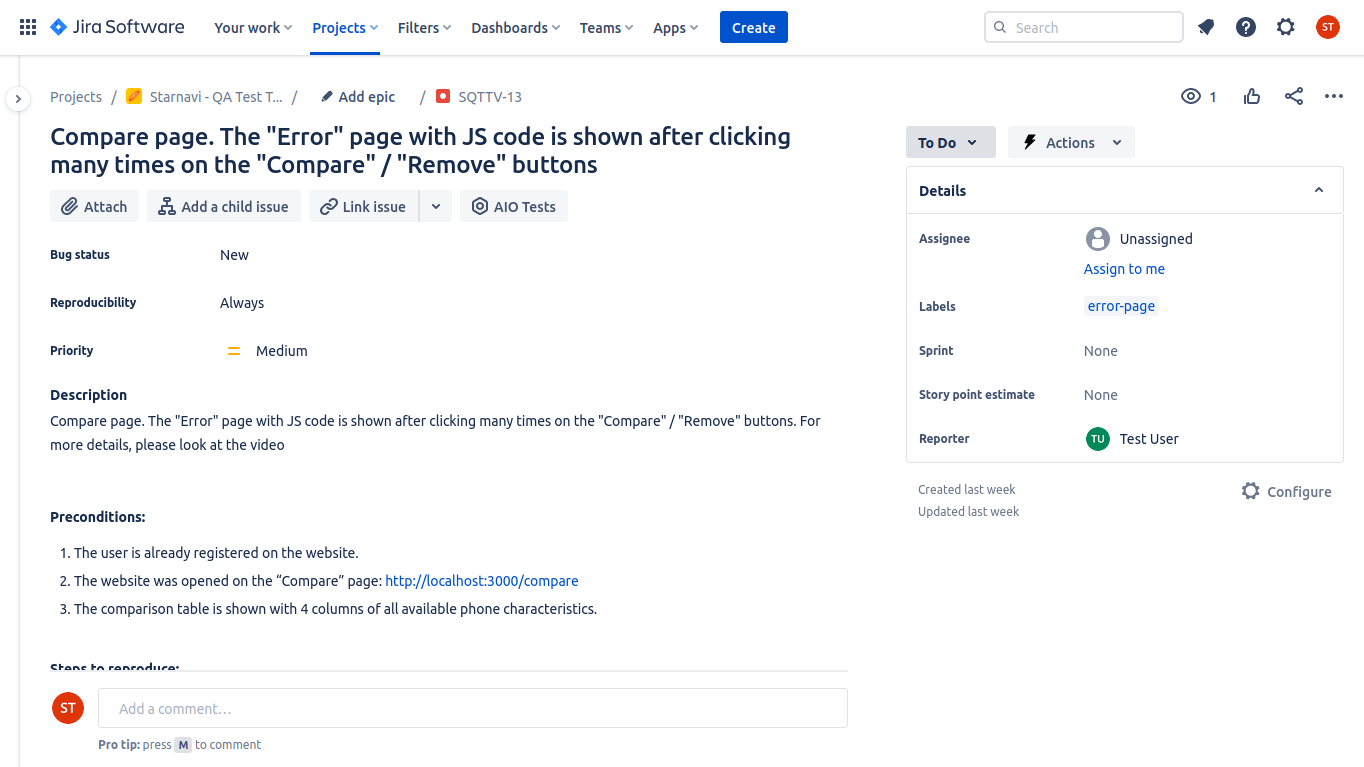 Jira Software Your work Projects Filters Dashboards Teams Apps Create Search ST
Projects / Starnavi - QA Test T... / Add epic / SQTTV-13 1
Compare page. The "Error" page with JS code is shown after clicking
many times on the "Compare" / "Remove" buttons
Attach Add a child issue Link issue AIO Tests
Bug status New
Reproducibility Always
Priority Medium
Description
Compare page. The "Error" page with JS code is shown after clicking many times on the "Compare" / "Remove" buttons. For
more details, please look at the video
Preconditions:
1. The user is already registered on the website.
2. The website was opened on the “Compare” page: http://localhost:3000/compare
3. The comparison table is shown with 4 columns of all available phone characteristics.
Steps to reproduce:
ST Add a comment…
Pro tip: press M to comment
To Do Actions
Details
Assignee Unassigned
Assign to me
Labels error-page
Sprint None
Story point estimate None
Reporter TU Test User
Created last week Configure
Updated last week